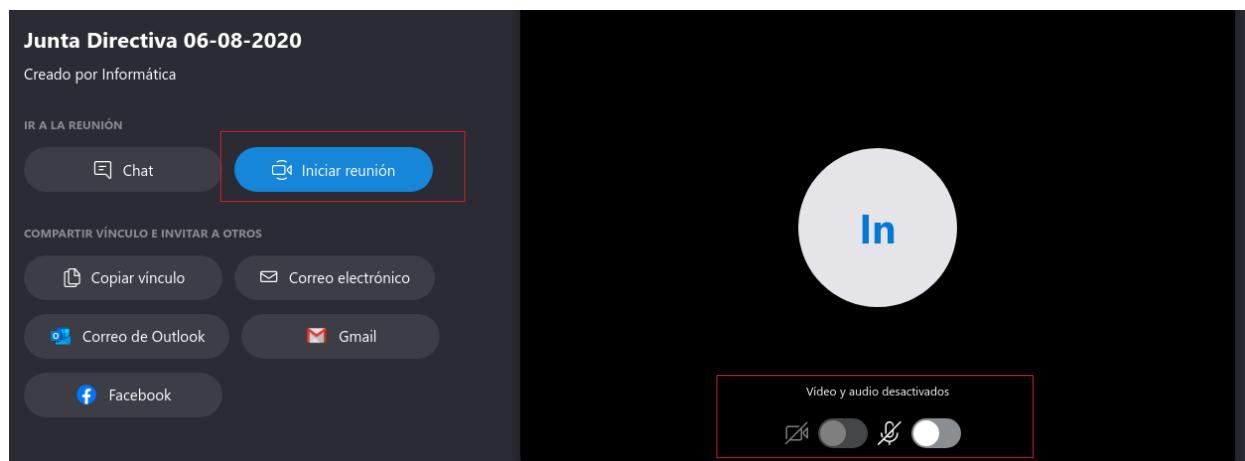 Junta Directiva 06-08-2020
Creado por Informática
IR A LA REUNIÓN
Chat
Iniciar reunión
COMPARTIR VÍNCULO E INVITAR A OTROS
Copiar vínculo
Correo electrónico
Correo de Outlook
Gmail
Facebook
In
Vídeo y audio desactivados